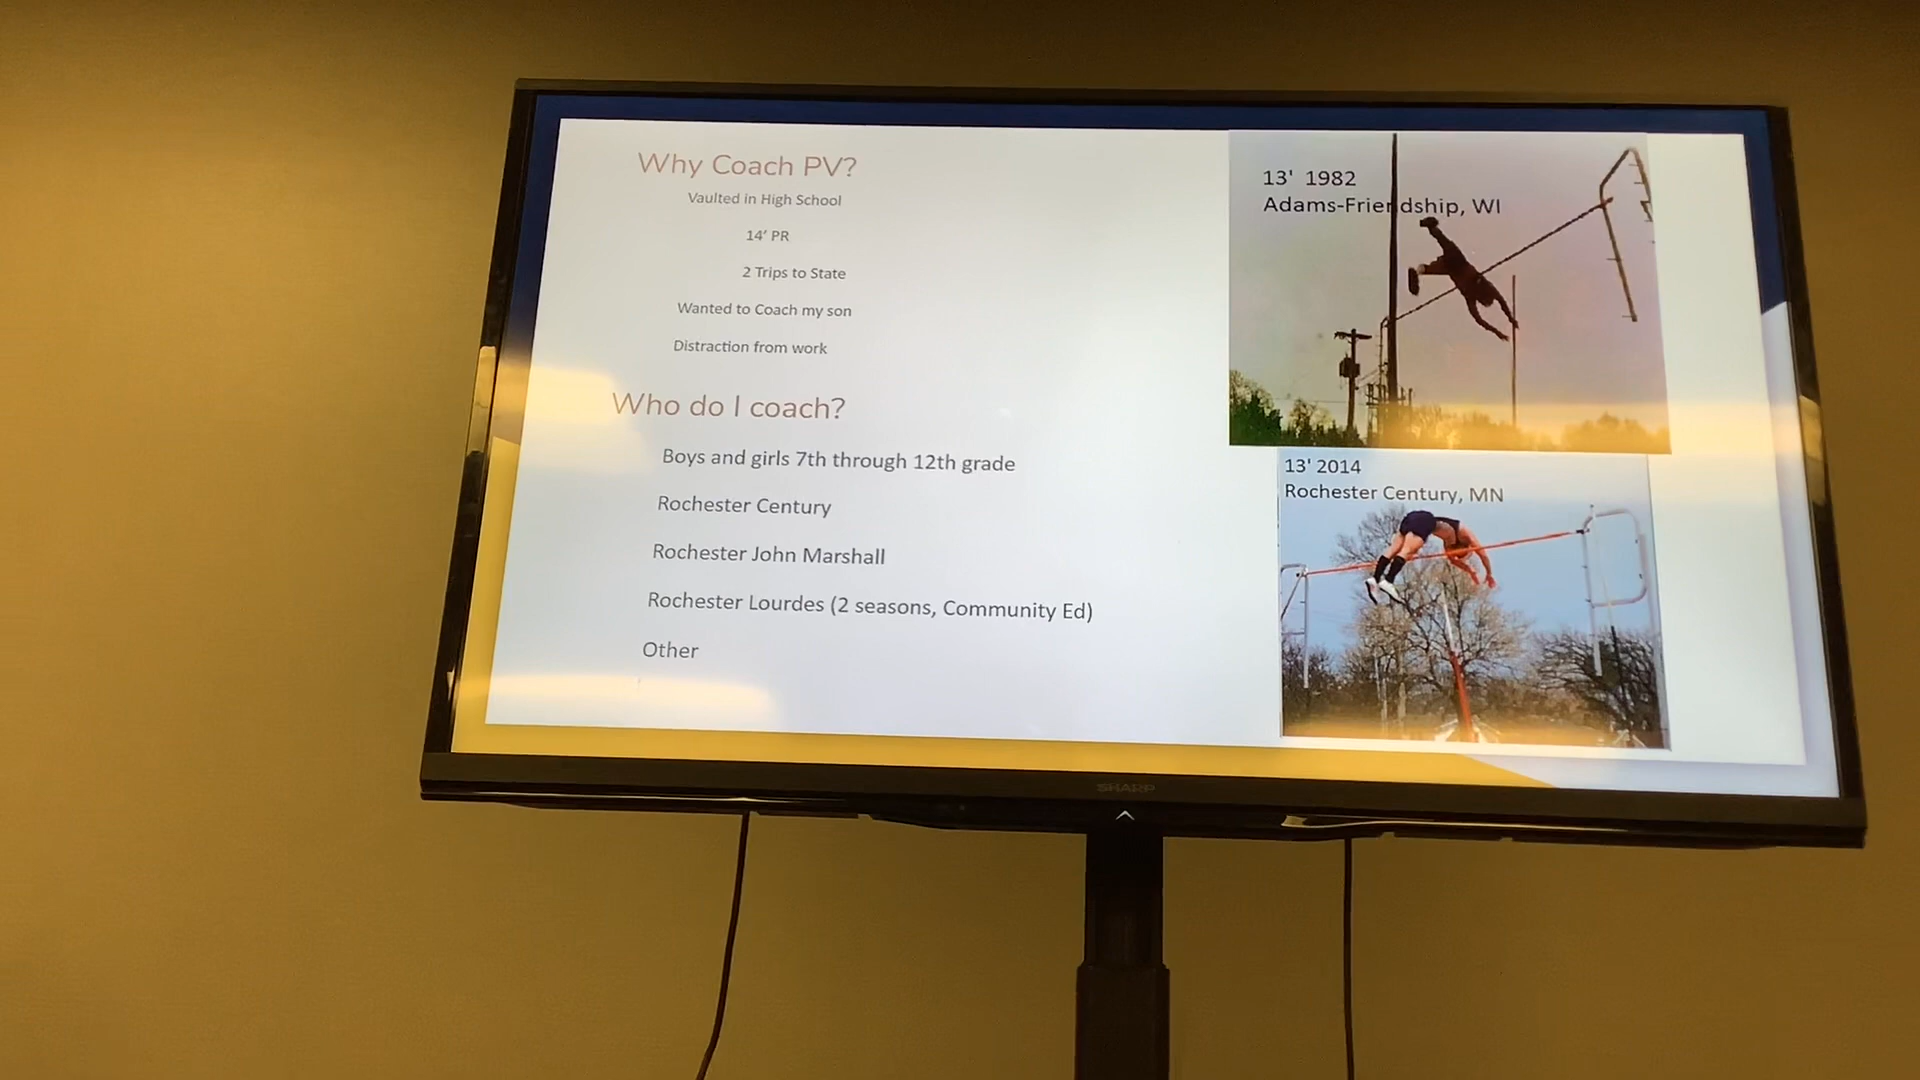 Why Coach PV?
Vaulted in High School
14’ PR
2 Trips to State
Wanted to Coach my son
Distraction from work
Who do I coach?
Boys and girls 7th through 12th grade
Rochester Century
Rochester John Marshall
Rochester Lourdes (2 seasons, Community Ed)
Other
13' 1982
Adams-Friendship, WI
13' 2014
Rochester Century, MN
SHARP